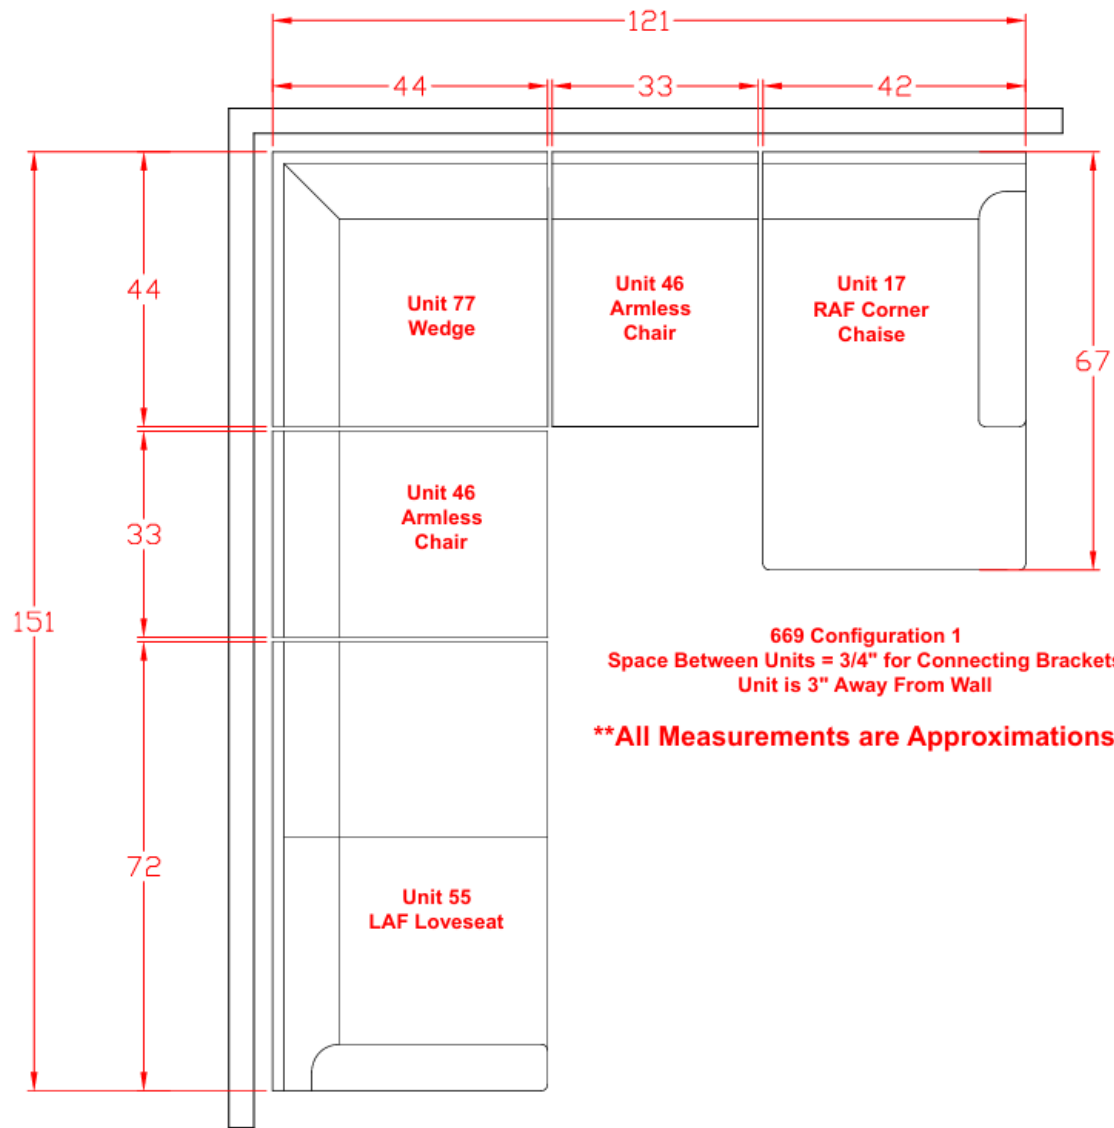 121
44
33
42
44
Unit 77
Wedge
Unit 46
Armless
Chair
Unit 17
RAF Corner
Chaise
67
33
Unit 46
Armless
Chair
151
669 Configuration 1
Space Between Units = 3/4" for Connecting Brackets
Unit is 3" Away From Wall
**All Measurements are Approximations
72
Unit 55
LAF Loveseat